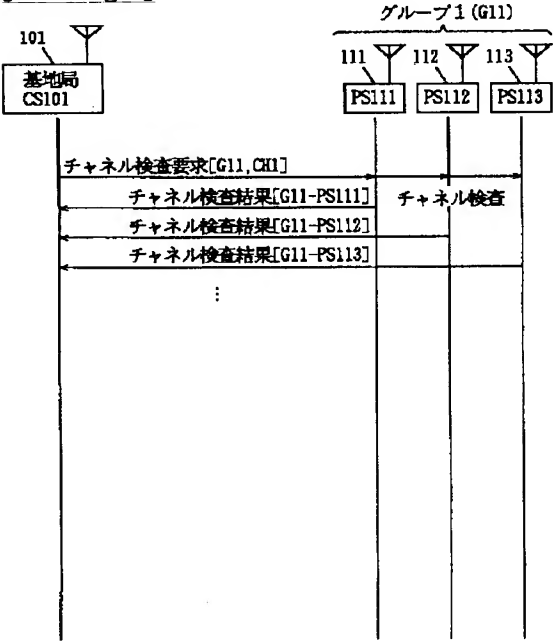 グループ1(G11)
101
111
112
113
基地局
CS101
PS111
PS112
PS113
チャネル検査要求[G11,CH1]
チャネル検査結果[G11-PS111]
チャネル検査
チャネル検査結果[G11-PS112]
チャネル検査結果[G11-PS113]
⋮